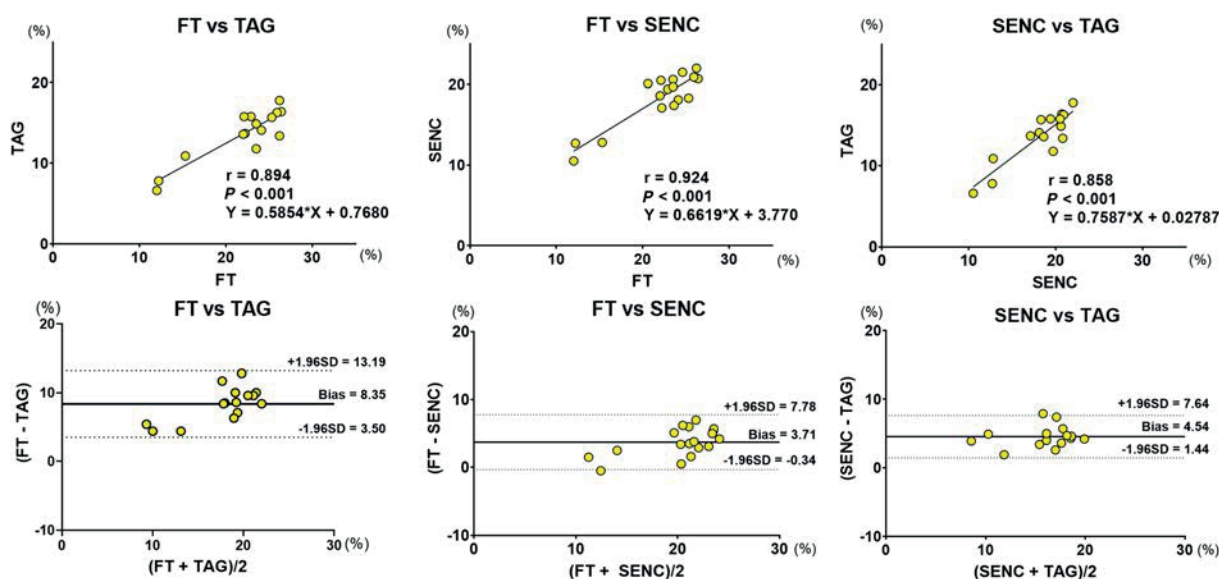 FT vs TAG
(%)
TAG
20
10
0
r = 0.894
P < 0.001
Y = 0.5854*X + 0.7680
0 10 20 30 (%)
FT
FT vs SENC
(%)
SENC
20
10
0
r = 0.924
P < 0.001
Y = 0.6619*X + 3.770
0 10 20 30 (%)
FT
SENC vs TAG
(%)
TAG
20
10
0
r = 0.858
P < 0.001
Y = 0.7587*X + 0.02787
0 10 20 30 (%)
SENC
FT vs TAG
(%)
(FT - TAG)
20
10
0
-10
+1.96SD = 13.19
Bias = 8.35
-1.96SD = 3.50
0 10 20 30 (%)
(FT + TAG)/2
FT vs SENC
(%)
(FT - SENC)
20
10
0
-10
+1.96SD = 7.78
Bias = 3.71
-1.96SD = -0.34
0 10 20 30 (%)
(FT + SENC)/2
SENC vs TAG
(%)
(SENC - TAG)
20
10
0
-10
+1.96SD = 7.64
Bias = 4.54
-1.96SD = 1.44
0 10 20 30 (%)
(SENC + TAG)/2